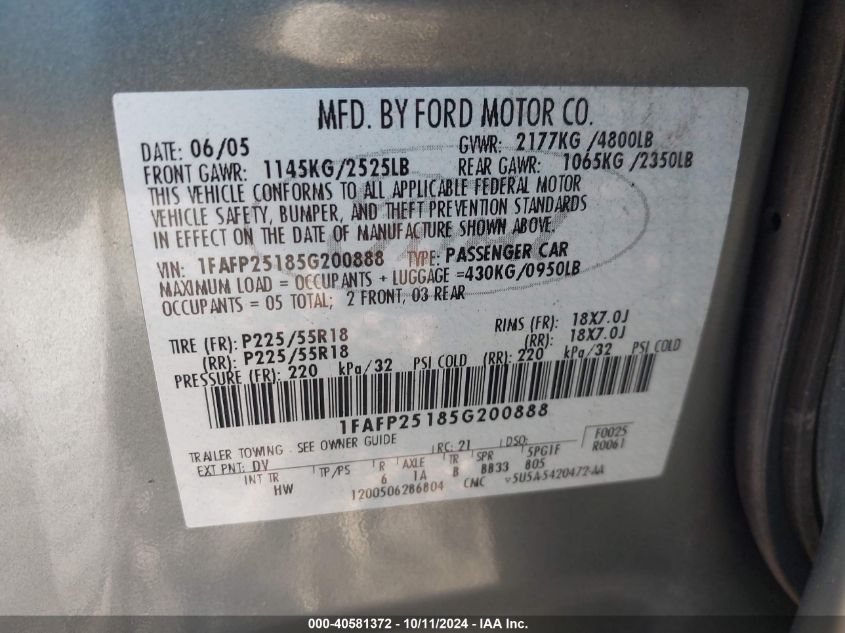 MFD. BY FORD MOTOR CO.
DATE: 06/05 GVWR: 2177KG /4800LB
FRONT GAWR: 1145KG/2525LB REAR GAWR: 1065KG /2350LB
THIS VEHICLE CONFORMS TO ALL APPLICABLE FEDERAL MOTOR
VEHICLE SAFETY, BUMPER, AND THEFT PREVENTION STANDARDS
IN EFFECT ON THE DATE OF MANUFACTURE SHOWN ABOVE.
VIN: 1FAFP25185G200888 TYPE: PASSENGER CAR
MAXIMUM LOAD = OCCUPANTS + LUGGAGE =430KG/0950LB
OCCUPANTS = 05 TOTAL; 2 FRONT, 03 REAR
TIRE (FR): P225/55R18 RIMS (FR): 18X7.0J
(RR): P225/55R18 (RR): 18X7.0J
PRESSURE (FR): 220 kPa/32 PSI COLD (RR): 220 kPa/32 PSI COLD
1FAFP25185G200888
TRAILER TOWING - SEE OWNER GUIDE RC: 21 DSO: F0025
R0061
EXT PNT: DV
INT TR TP/PS R AXLE TR SPR 5PGIF
HW 6 1A B BB33 805
1200506286804 CMC 5U5A-5420472-AA
000-40581372 - 10/11/2024 - IAA Inc.